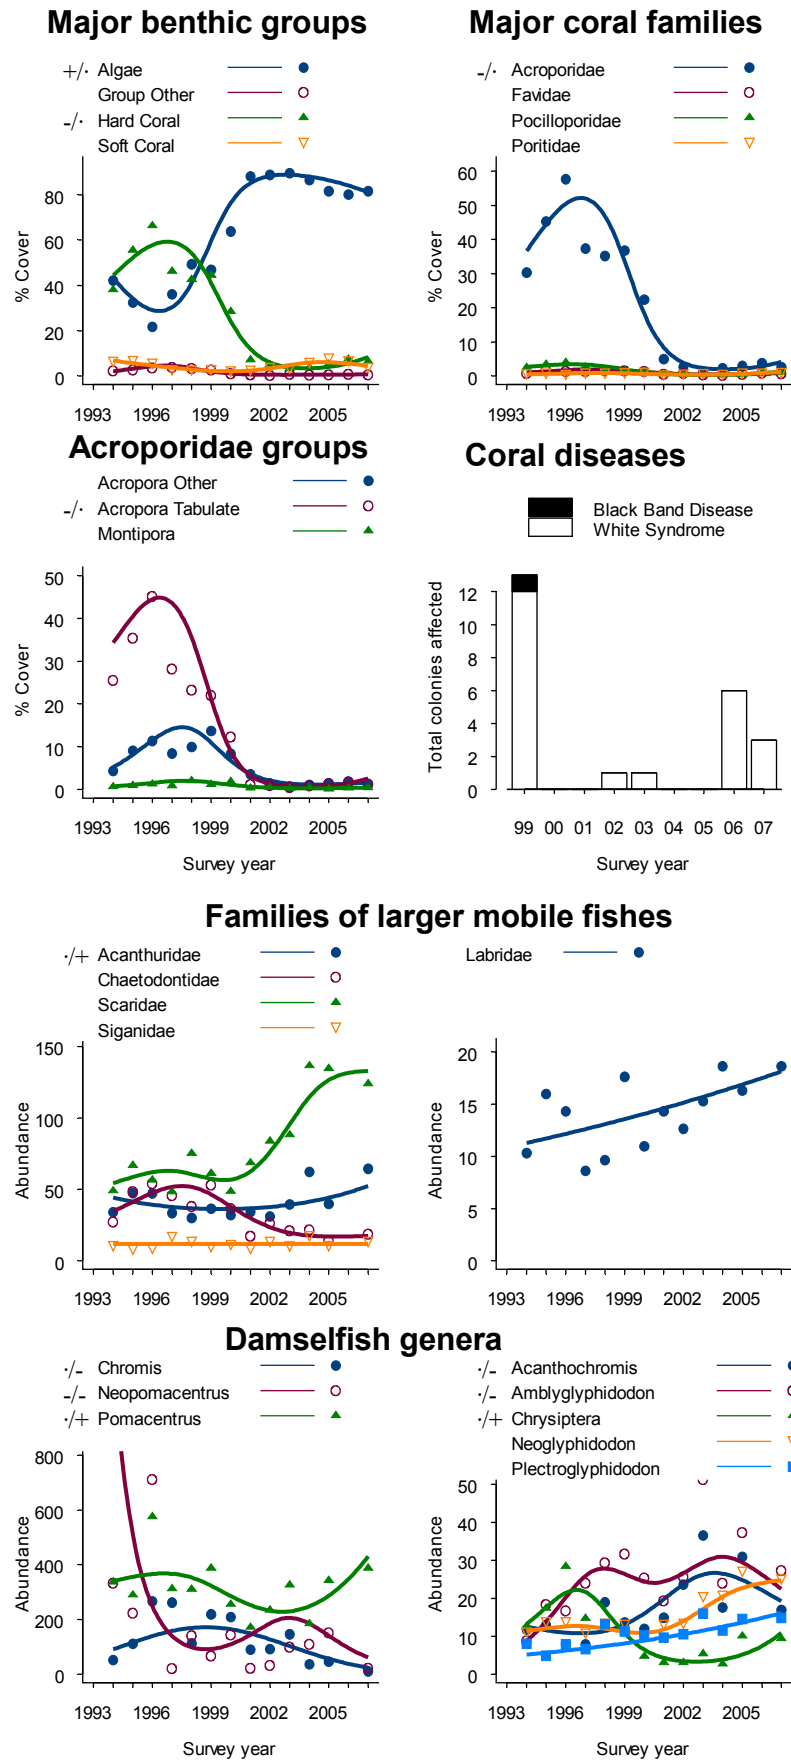 Major benthic groups
+/· Algae
Group Other
-/· Hard Coral
Soft Coral
% Cover
80
60
40
20
0
1993 1996 1999 2002 2005
Major coral families
-/· Acroporidae
Favidae
Pocilloporidae
Poritidae
% Cover
60
50
40
30
20
10
0
1993 1996 1999 2002 2005
Acroporidae groups
Acropora Other
-/· Acropora Tabulate
Montipora
% Cover
50
40
30
20
10
0
1993 1996 1999 2002 2005
Survey year
Coral diseases
Black Band Disease
White Syndrome
Total colonies affected
12
10
8
6
4
2
0
99 00 01 02 03 04 05 06 07
Survey year
Families of larger mobile fishes
·/+ Acanthuridae
Chaetodontidae
Scaridae
Siganidae
Abundance
150
100
50
0
1993 1996 1999 2002 2005
Labridae
Abundance
20
15
10
5
0
1993 1996 1999 2002 2005
Damselfish genera
·/- Chromis
-/- Neopomacentrus
·/+ Pomacentrus
Abundance
800
600
400
200
0
1993 1996 1999 2002 2005
Survey year
·/- Acanthochromis
·/- Amblyglyphidodon
·/+ Chrysiptera
Neoglyphidodon
Plectroglyphidodon
Abundance
50
40
30
20
10
0
1993 1996 1999 2002 2005
Survey year